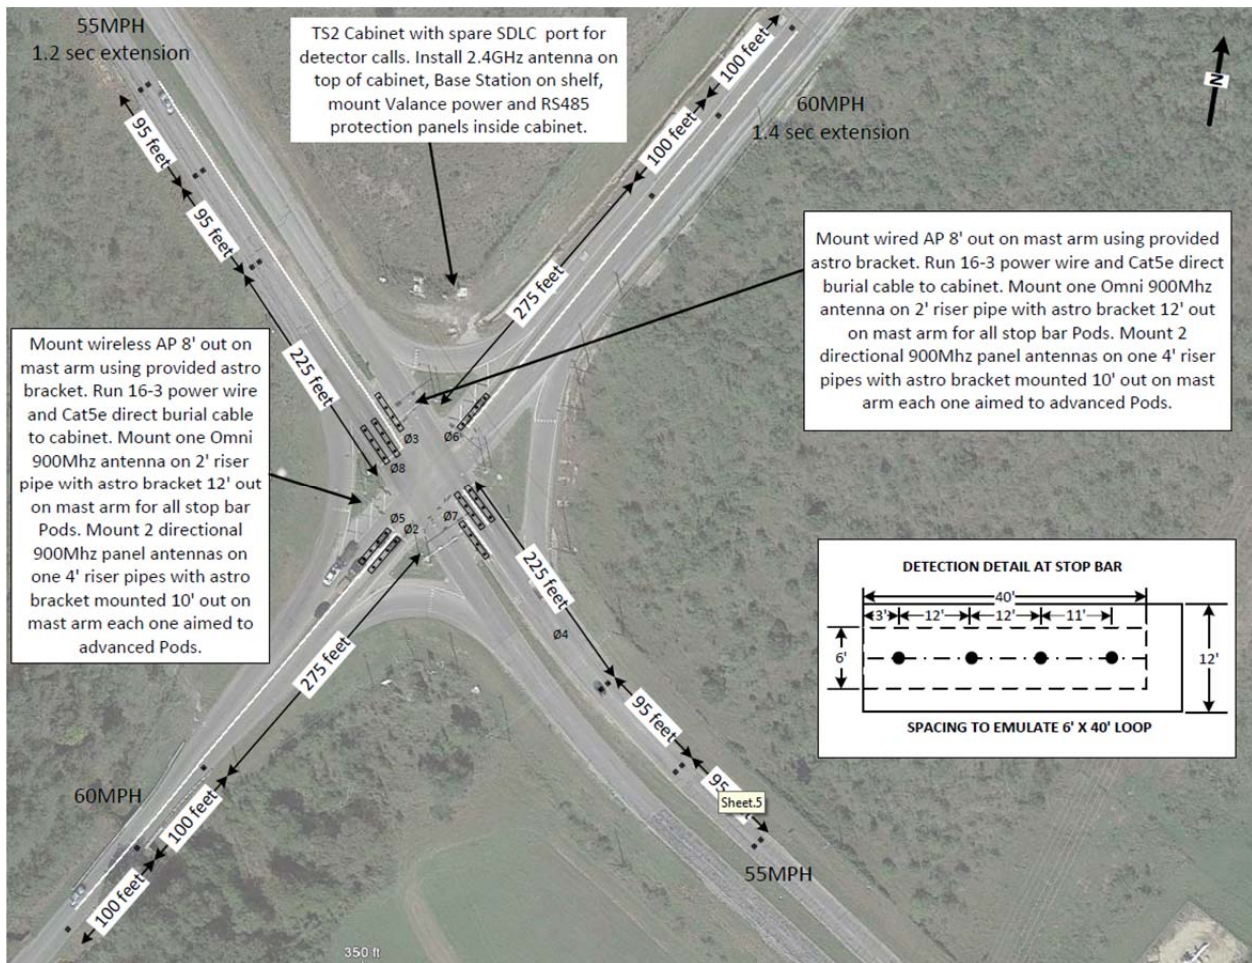 55MPH
1.2 sec extension
TS2 Cabinet with spare SDLC port for
detector calls. Install 2.4GHz antenna on
top of cabinet, Base Station on shelf,
mount Valance power and RS485
protection panels inside cabinet.
100 feet
N
60MPH
1.4 sec extension
100 feet
95 feet
95 feet
275 feet
Mount wired AP 8' out on mast arm using provided
astro bracket. Run 16-3 power wire and Cat5e direct
burial cable to cabinet. Mount one Omni 900Mhz
antenna on 2' riser pipe with astro bracket 12' out
on mast arm for all stop bar Pods. Mount 2
directional 900Mhz panel antennas on one 4' riser
pipes with astro bracket mounted 10' out on mast
arm each one aimed to advanced Pods.
225 feet
Mount wireless AP 8' out on
mast arm using provided astro
bracket. Run 16-3 power wire
and Cat5e direct burial cable
to cabinet. Mount one Omni
900Mhz antenna on 2' riser
pipe with astro bracket 12' out
on mast arm for all stop bar
Pods. Mount 2 directional
900Mhz panel antennas on
one 4' riser pipes with astro
bracket mounted 10' out on
mast arm each one aimed to
advanced Pods.
Ø3
Ø6
Ø8
Ø5
Ø2
Ø7
225 feet
Ø4
275 feet
DETECTION DETAIL AT STOP BAR
40'
3'
12'
12'
11'
6'
12'
SPACING TO EMULATE 6' X 40' LOOP
95 feet
95
Sheet.5
60MPH
100 feet
100 feet
55MPH
350 ft